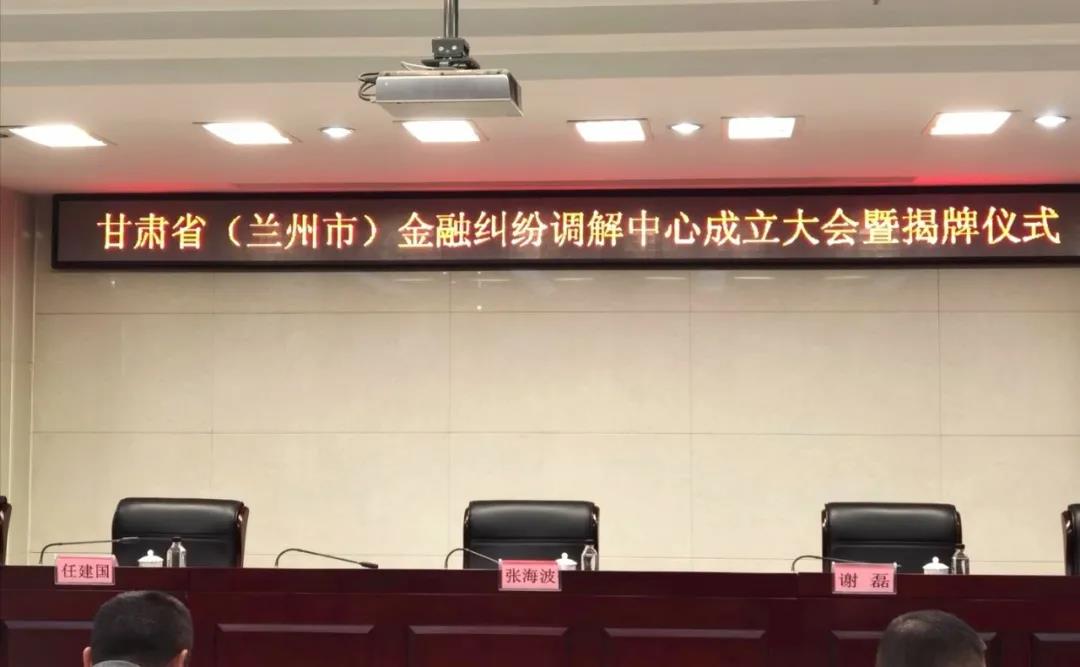 甘肃省（兰州市）金融纠纷调解中心成立大会暨揭牌仪式
任建国
张海波
谢磊